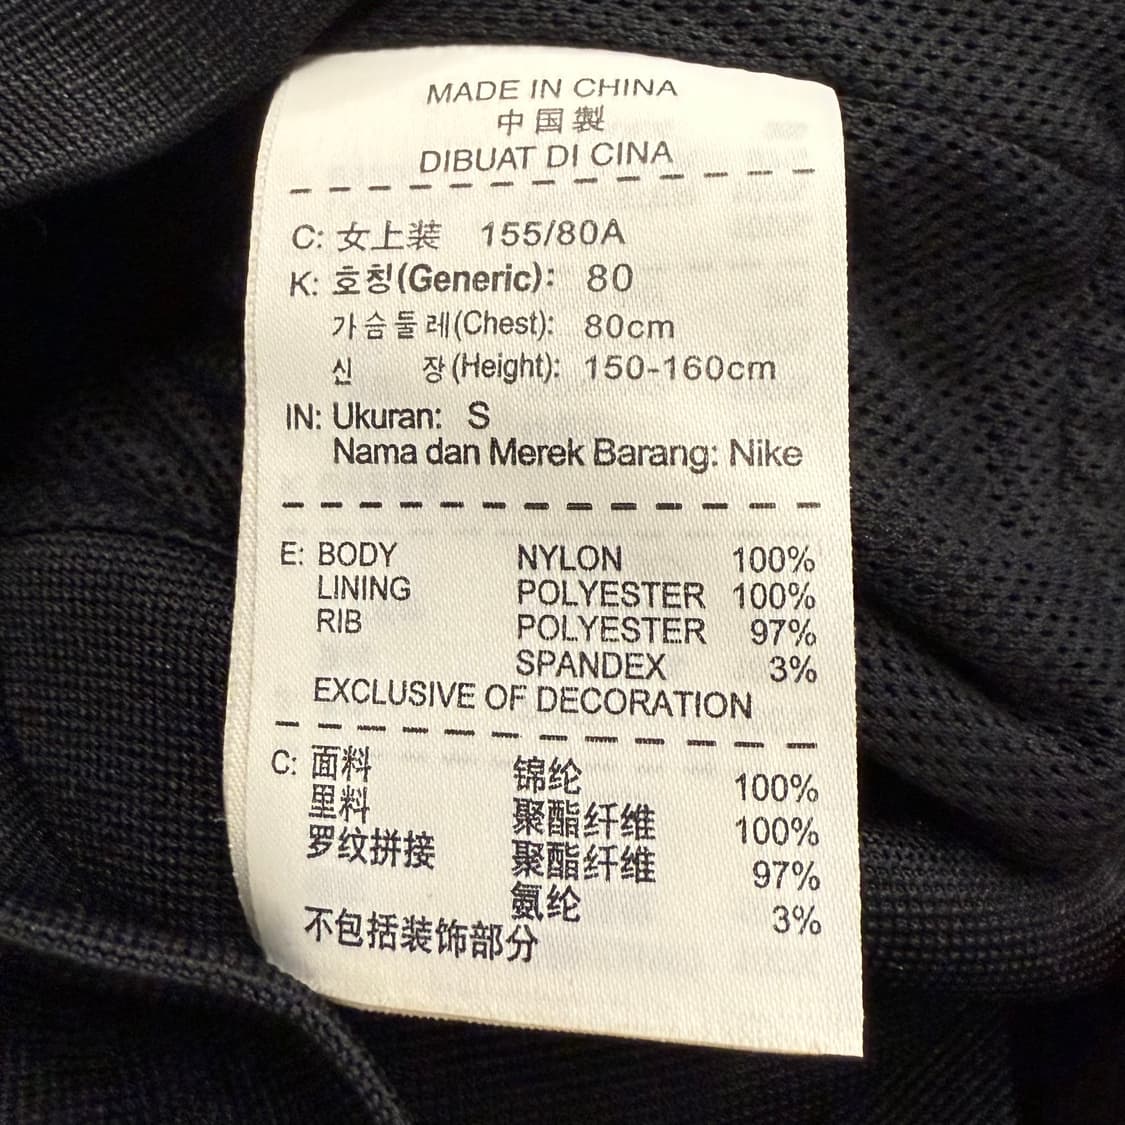 MADE IN CHINA
中国製
DIBUAT DI CINA
C: 女上装 155/80A
K: 호칭(Generic): 80
가슴둘레(Chest): 80cm
신 장(Height): 150-160cm
IN: Ukuran: S
Nama dan Merek Barang: Nike
E: BODY NYLON 100%
LINING POLYESTER 100%
RIB POLYESTER 97%
SPANDEX 3%
EXCLUSIVE OF DECORATION
C: 面料 锦纶 100%
里料 聚酯纤维 100%
罗纹拼接 聚酯纤维 97%
氨纶 3%
不包括装饰部分